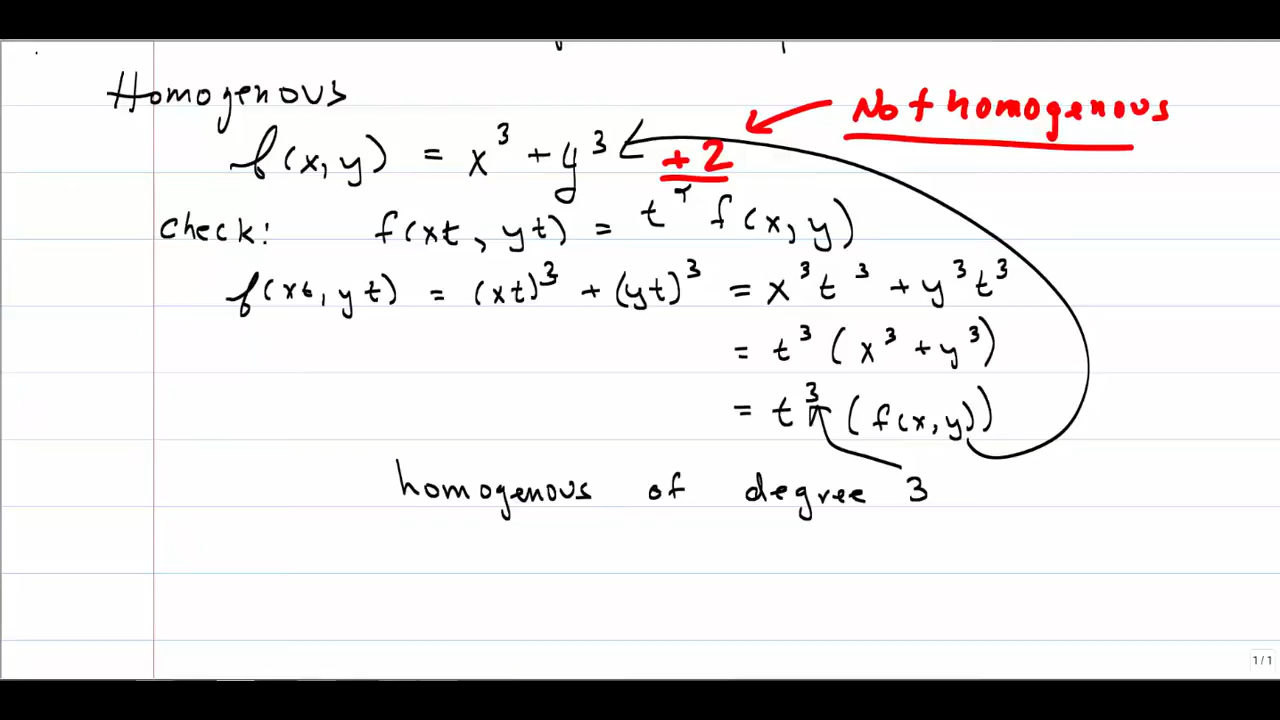 Homogenous
Not homogenous
f(x,y) = x³ + y³ + 2
check: f(xt, yt) = tʳ f(x,y)
f(xt, yt) = (xt)³ + (yt)³ = x³t³ + y³t³
= t³ (x³ + y³)
= t³ (f(x,y))
homogenous of degree 3
1/1